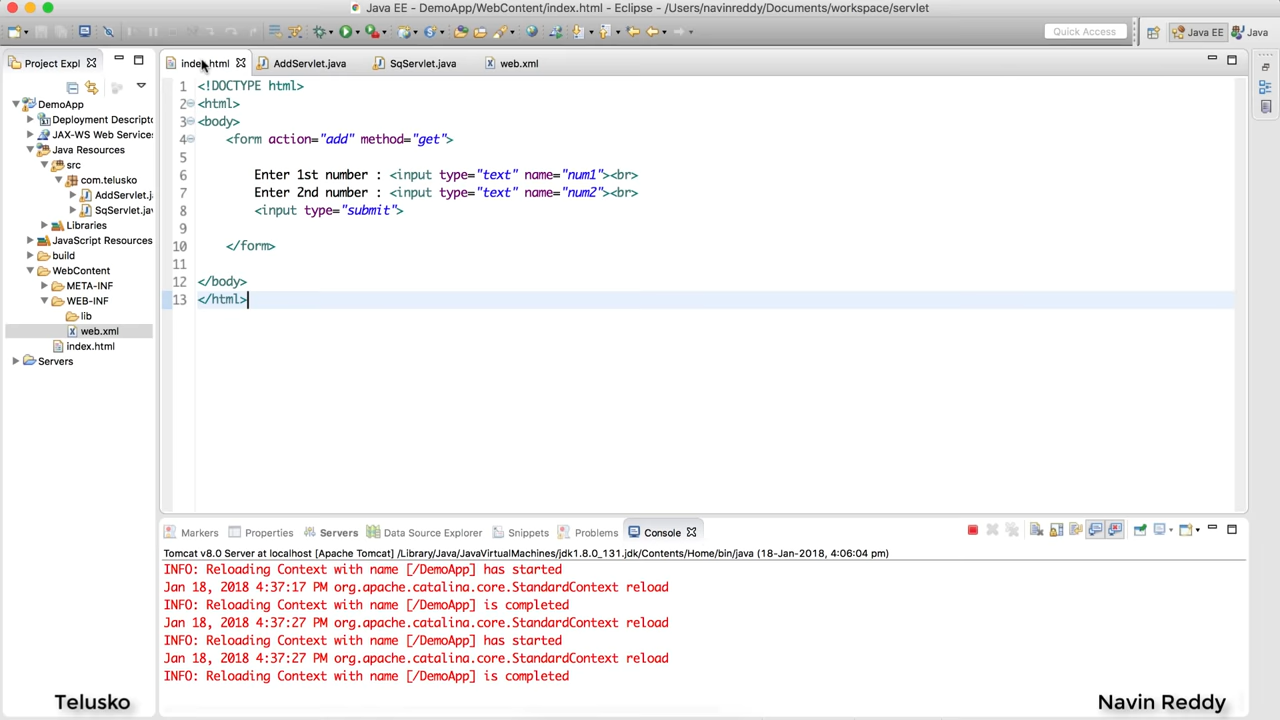 Java EE - DemoApp/WebContent/index.html - Eclipse - /Users/navinreddy/Documents/workspace/servlet
Quick Access
Java EE
Java
Project Expl
index.html
AddServlet.java
SqServlet.java
web.xml
DemoApp
Deployment Descripto
JAX-WS Web Services
Java Resources
src
com.telusko
AddServlet.j
SqServlet.jav
Libraries
JavaScript Resources
build
WebContent
META-INF
WEB-INF
lib
web.xml
index.html
Servers
1 <!DOCTYPE html>
2 <html>
3 <body>
4 <form action="add" method="get">
5
6 Enter 1st number : <input type="text" name="num1"><br>
7 Enter 2nd number : <input type="text" name="num2"><br>
8 <input type="submit">
9
10 </form>
11
12 </body>
13 </html>
Markers
Properties
Servers
Data Source Explorer
Snippets
Problems
Console
Tomcat v8.0 Server at localhost [Apache Tomcat] /Library/Java/JavaVirtualMachines/jdk1.8.0_131.jdk/Contents/Home/bin/java (18-Jan-2018, 4:06:04 pm)
INFO: Reloading Context with name [/DemoApp] has started
Jan 18, 2018 4:37:17 PM org.apache.catalina.core.StandardContext reload
INFO: Reloading Context with name [/DemoApp] is completed
Jan 18, 2018 4:37:27 PM org.apache.catalina.core.StandardContext reload
INFO: Reloading Context with name [/DemoApp] has started
Jan 18, 2018 4:37:27 PM org.apache.catalina.core.StandardContext reload
INFO: Reloading Context with name [/DemoApp] is completed
Telusko
Navin Reddy